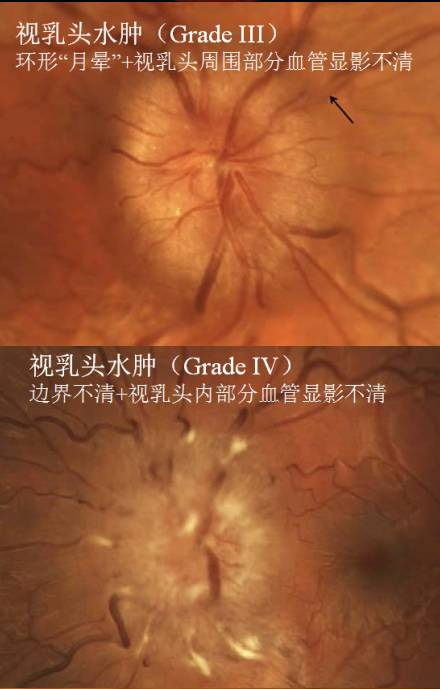 视乳头水肿（Grade III）
环形“月晕”+视乳头周围部分血管显影不清
视乳头水肿（Grade IV）
边界不清+视乳头内部分血管显影不清